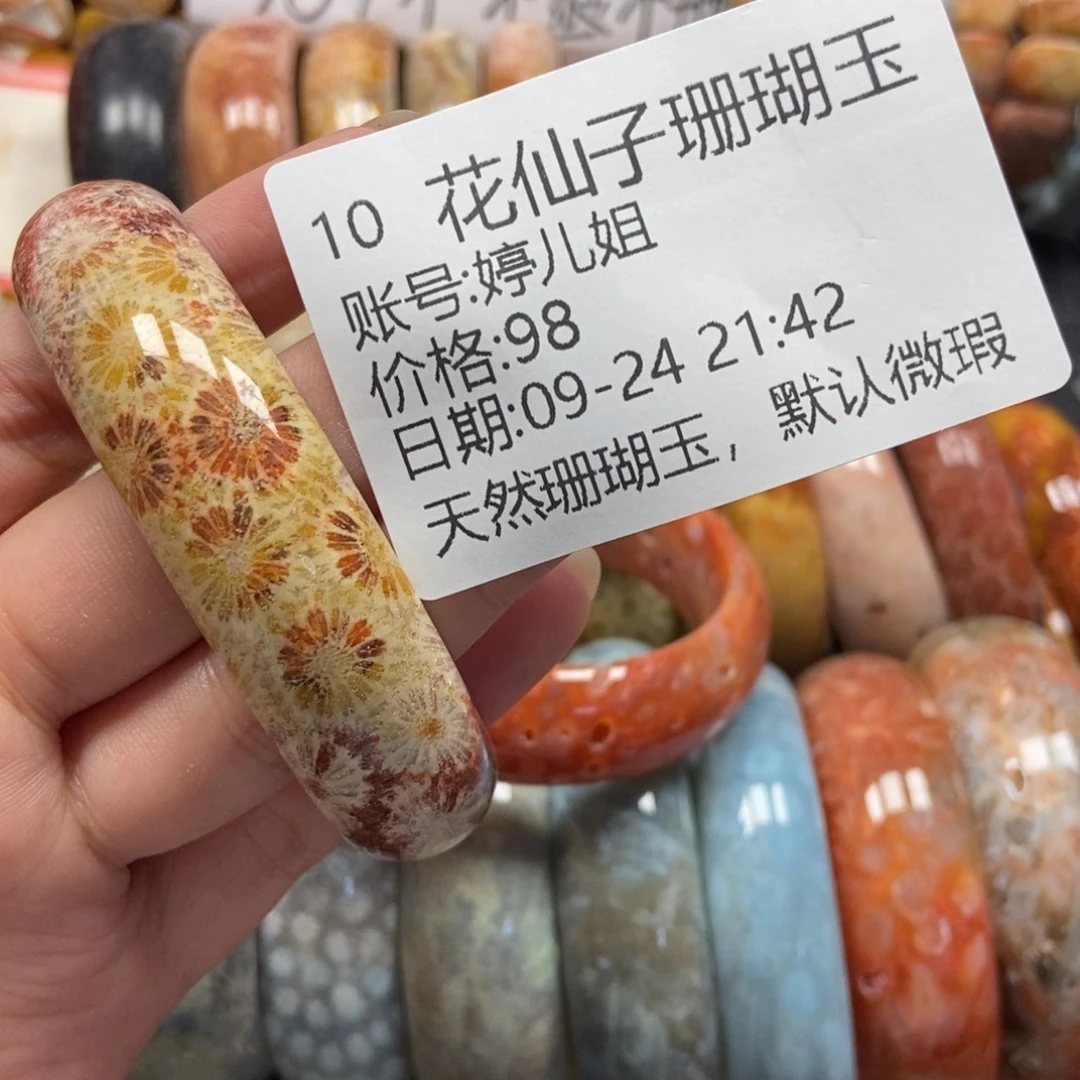 10 花仙子珊瑚玉
账号:婷儿姐
价格:98
日期:09-24 21:42
天然珊瑚玉，默认微瑕